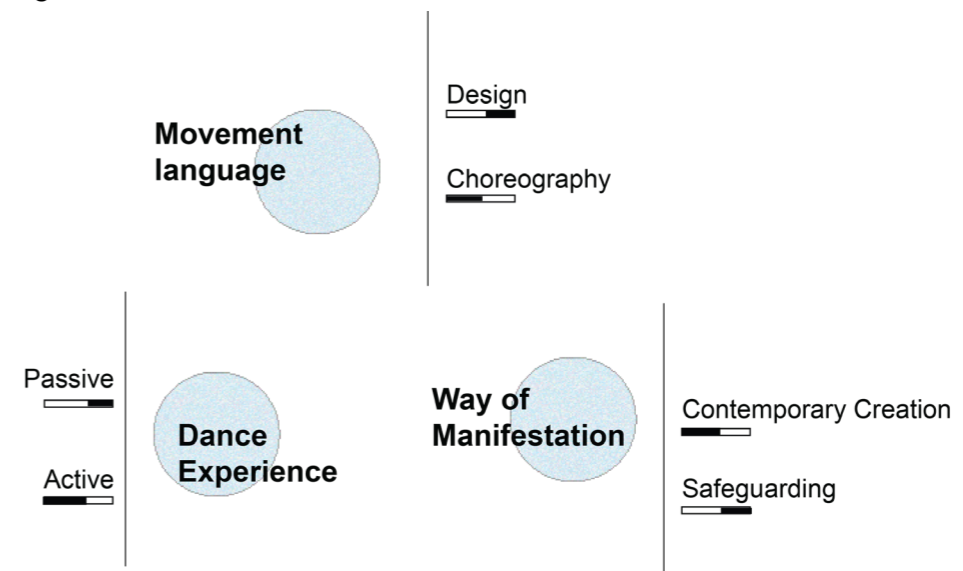 Design
Movement
language
Choreography
Passive
Active
Dance
Experience
Way of
Manifestation
Contemporary Creation
Safeguarding